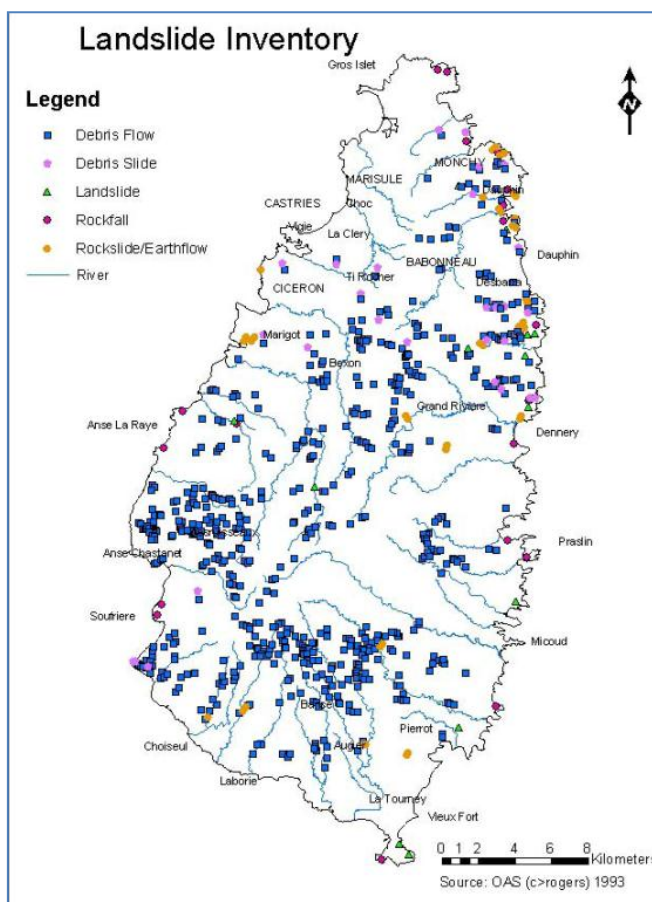 Landslide Inventory
Gros Islet
Legend
Debris Flow
Debris Slide
Landslide
Rockfall
Rockslide/Earthflow
River
MONCHY
MARISULE
Dauphin
CASTRIES
Choc
Vigie
La Clery
Dauphin
BABONNEAU
Ti Rocher
Desbarra
CICERON
Marigot
Bexon
Grand Riviere
Anse La Raye
Dennery
Praslin
Anse Chastanet
Soufriere
Micoud
Pierrot
Choiseul
Augier
Laborie
La Tourney
Vieux Fort
0 1 2 4 6 8
Kilometers
Source: OAS (c>rogers) 1993